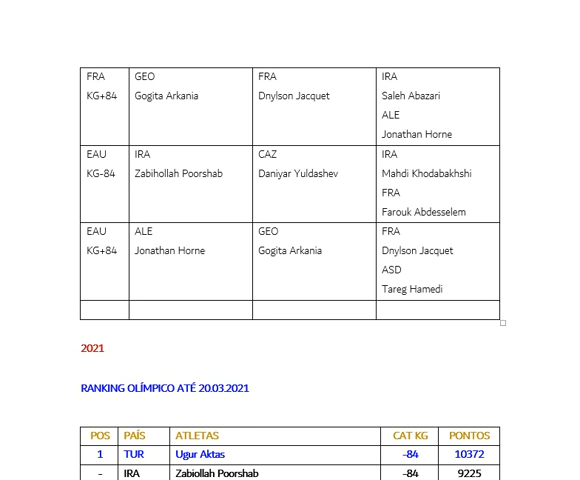 FRA GEO FRA IRA
KG+84 Gogita Arkania Dnylson Jacquet Saleh Abazari
ALE
Jonathan Horne
EAU IRA CAZ IRA
KG-84 Zabihollah Poorshab Daniyar Yuldashev Mahdi Khodabakhshi
FRA
Farouk Abdesselem
EAU ALE GEO FRA
KG+84 Jonathan Horne Gogita Arkania Dnylson Jacquet
ASD
Tareg Hamedi
2021
RANKING OLÍMPICO ATÉ 20.03.2021
POS PAÍS ATLETAS CAT KG PONTOS
1 TUR Ugur Aktas -84 10372
- IRA Zabiollah Poorshab -84 9225